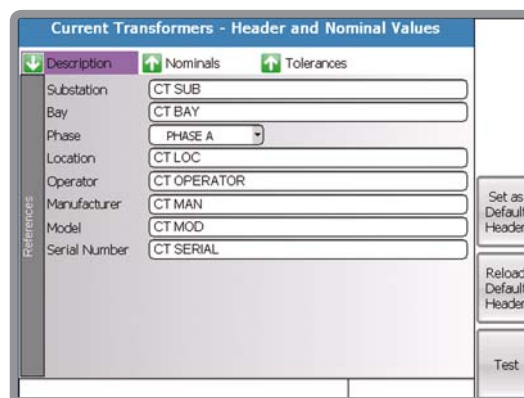 Current Transformers - Header and Nominal Values
Description Nominals Tolerances
References
Substation CT SUB
Bay CT BAY
Phase PHASE A
Location CT LOC
Operator CT OPERATOR
Manufacturer CT MAN
Model CT MOD
Serial Number CT SERIAL
Set as
Default
Header
Reload
Default
Header
Test